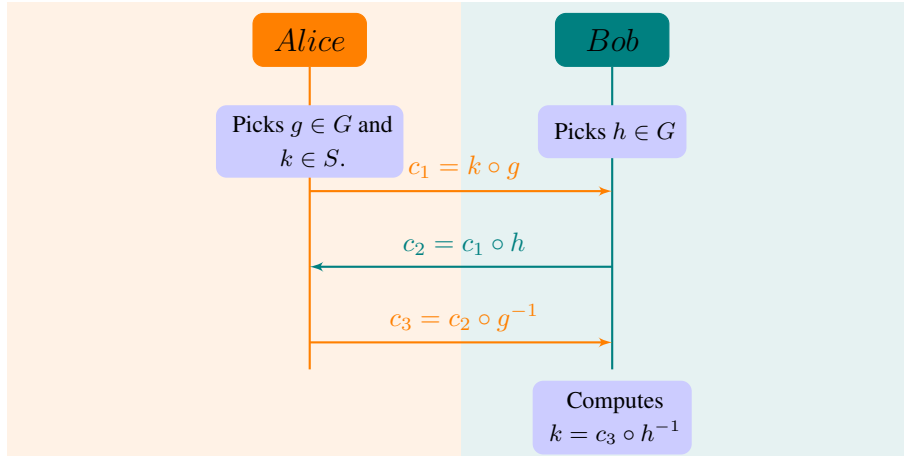 Alice
Bob
Picks g ∈ G and
k ∈ S.
Picks h ∈ G
c₁ = k ∘ g
c₂ = c₁ ∘ h
c₃ = c₂ ∘ g⁻¹
Computes
k = c₃ ∘ h⁻¹